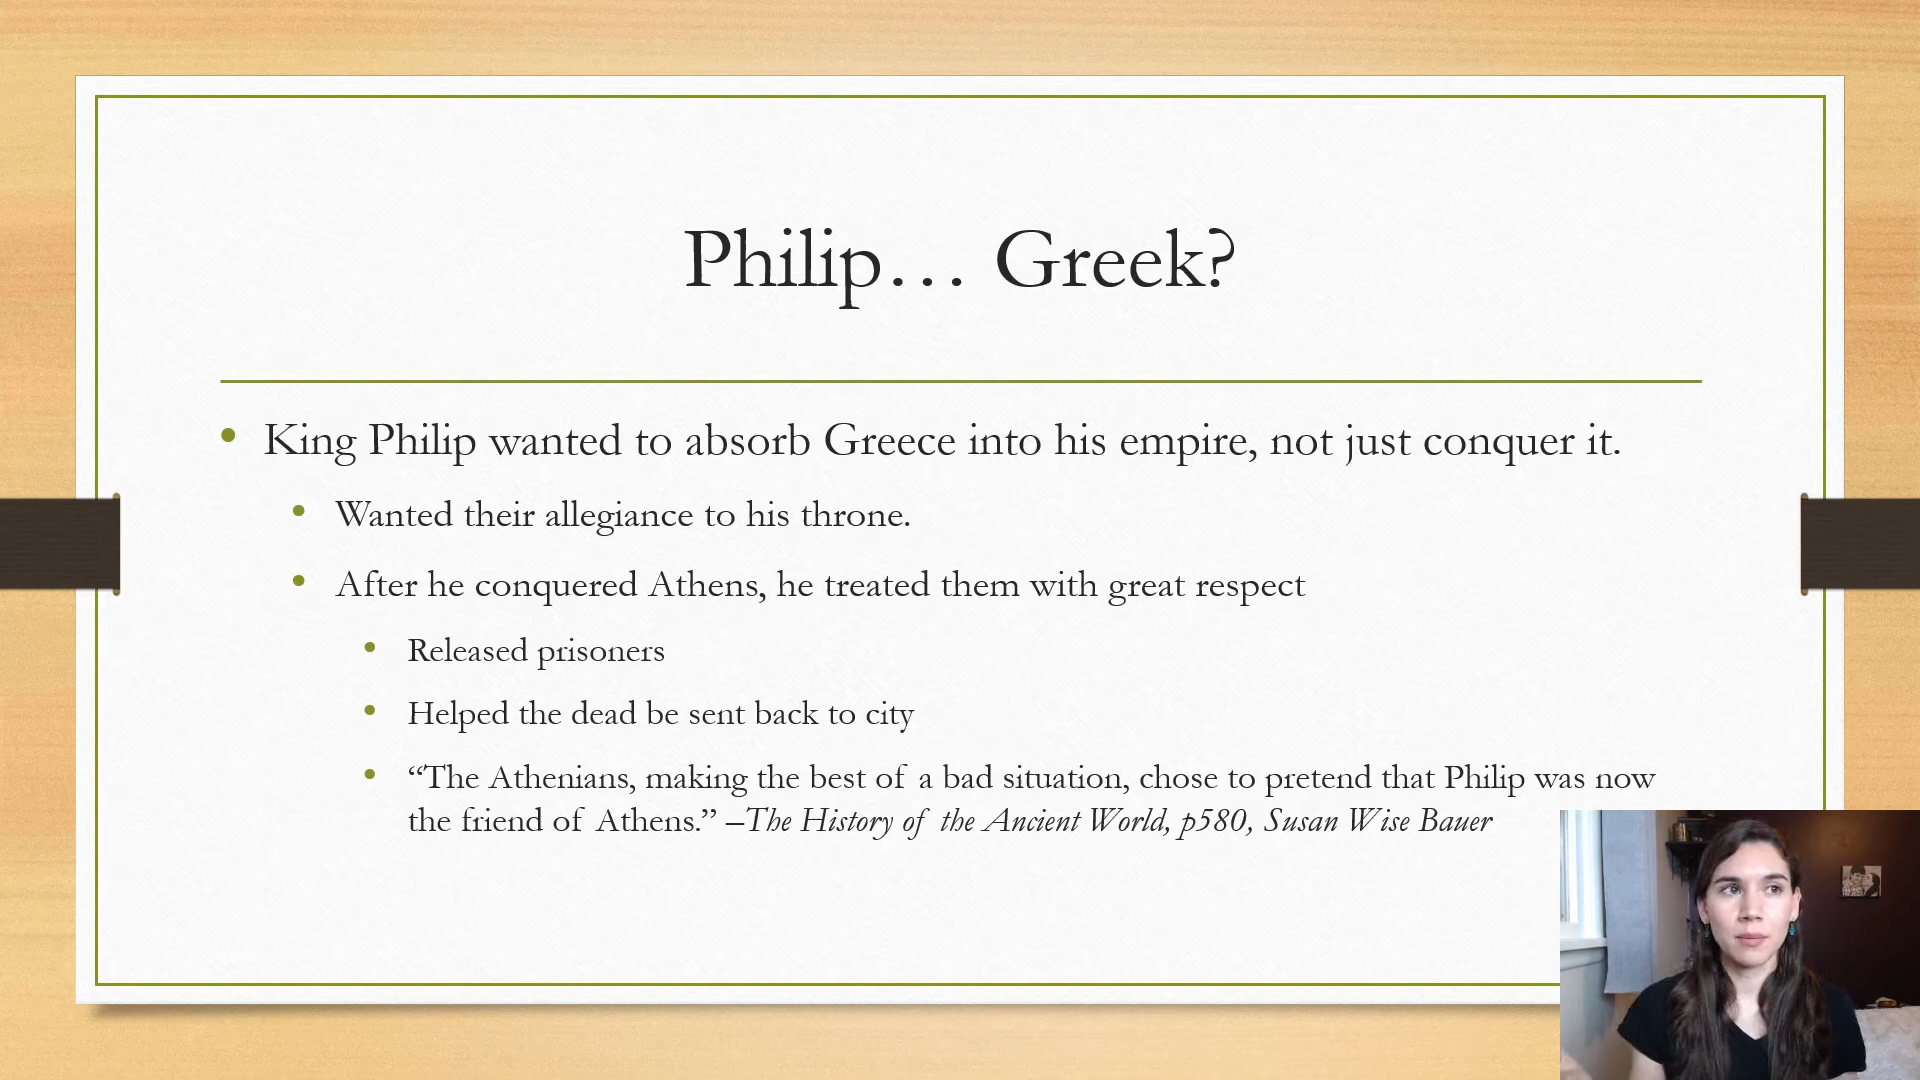 Philip… Greek?
• King Philip wanted to absorb Greece into his empire, not just conquer it.
• Wanted their allegiance to his throne.
• After he conquered Athens, he treated them with great respect
• Released prisoners
• Helped the dead be sent back to city
• “The Athenians, making the best of a bad situation, chose to pretend that Philip was now
the friend of Athens.” –The History of the Ancient World, p580, Susan Wise Bauer